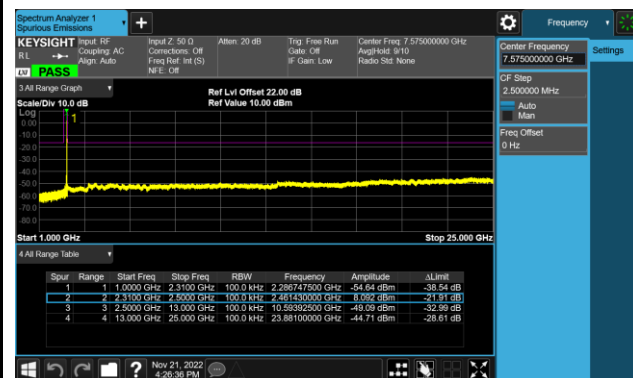 Spectrum Analyzer 1
Spurious Emissions
Frequency
KEYSIGHT
Input: RF
Coupling: AC
Align: Auto
Input Z: 50 Ω
Corrections: Off
Freq Ref: Int (S)
NFE: Off
Atten: 20 dB
Trig: Free Run
Gate: Off
IF Gain: Low
Center Freq: 7.575000000 GHz
Avg|Hold: 9/10
Radio Std: None
RL
LXI
PASS
Center Frequency
7.575000000 GHz
Settings
CF Step
2.500000 MHz
Auto
Man
Freq Offset
0 Hz
3 All Range Graph
Scale/Div 10.0 dB
Ref Lvl Offset 22.00 dB
Ref Value 10.00 dBm
Log
1
0.00
-10.0
-20.0
-30.0
-40.0
-50.0
-60.0
-70.0
-80.0
Start 1.000 GHz
Stop 25.000 GHz
4 All Range Table
Spur Range Start Freq Stop Freq RBW Frequency Amplitude ΔLimit
1 1 1.0000 GHz 2.3100 GHz 100.0 kHz 2.286747500 GHz -54.64 dBm -38.54 dB
2 2 2.3100 GHz 2.5000 GHz 100.0 kHz 2.461430000 GHz 8.092 dBm -21.91 dB
3 3 2.5000 GHz 13.000 GHz 100.0 kHz 10.59392500 GHz -49.09 dBm -32.99 dB
4 4 13.000 GHz 25.000 GHz 100.0 kHz 23.88100000 GHz -44.71 dBm -28.61 dB
Nov 21, 2022
4:26:36 PM